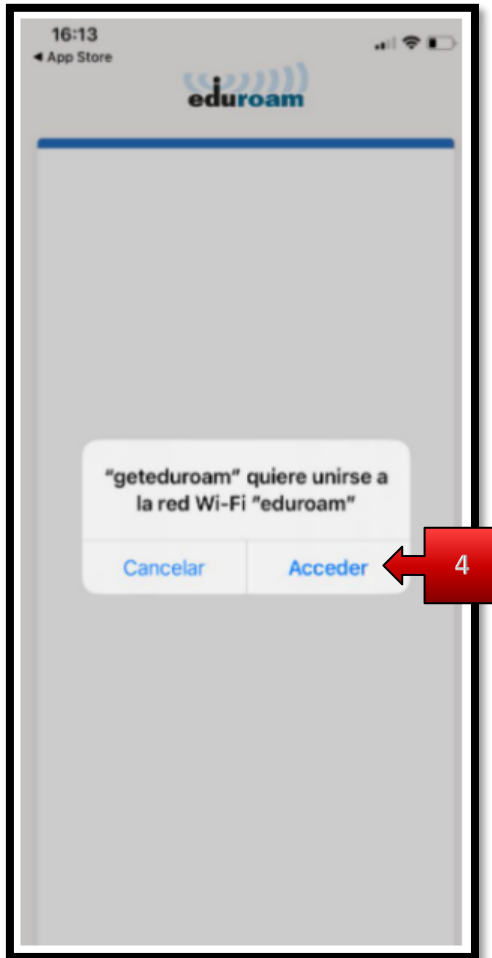 16:13
◀ App Store
eduroam
"geteduroam" quiere unirse a
la red Wi-Fi "eduroam"
Cancelar Acceder
4